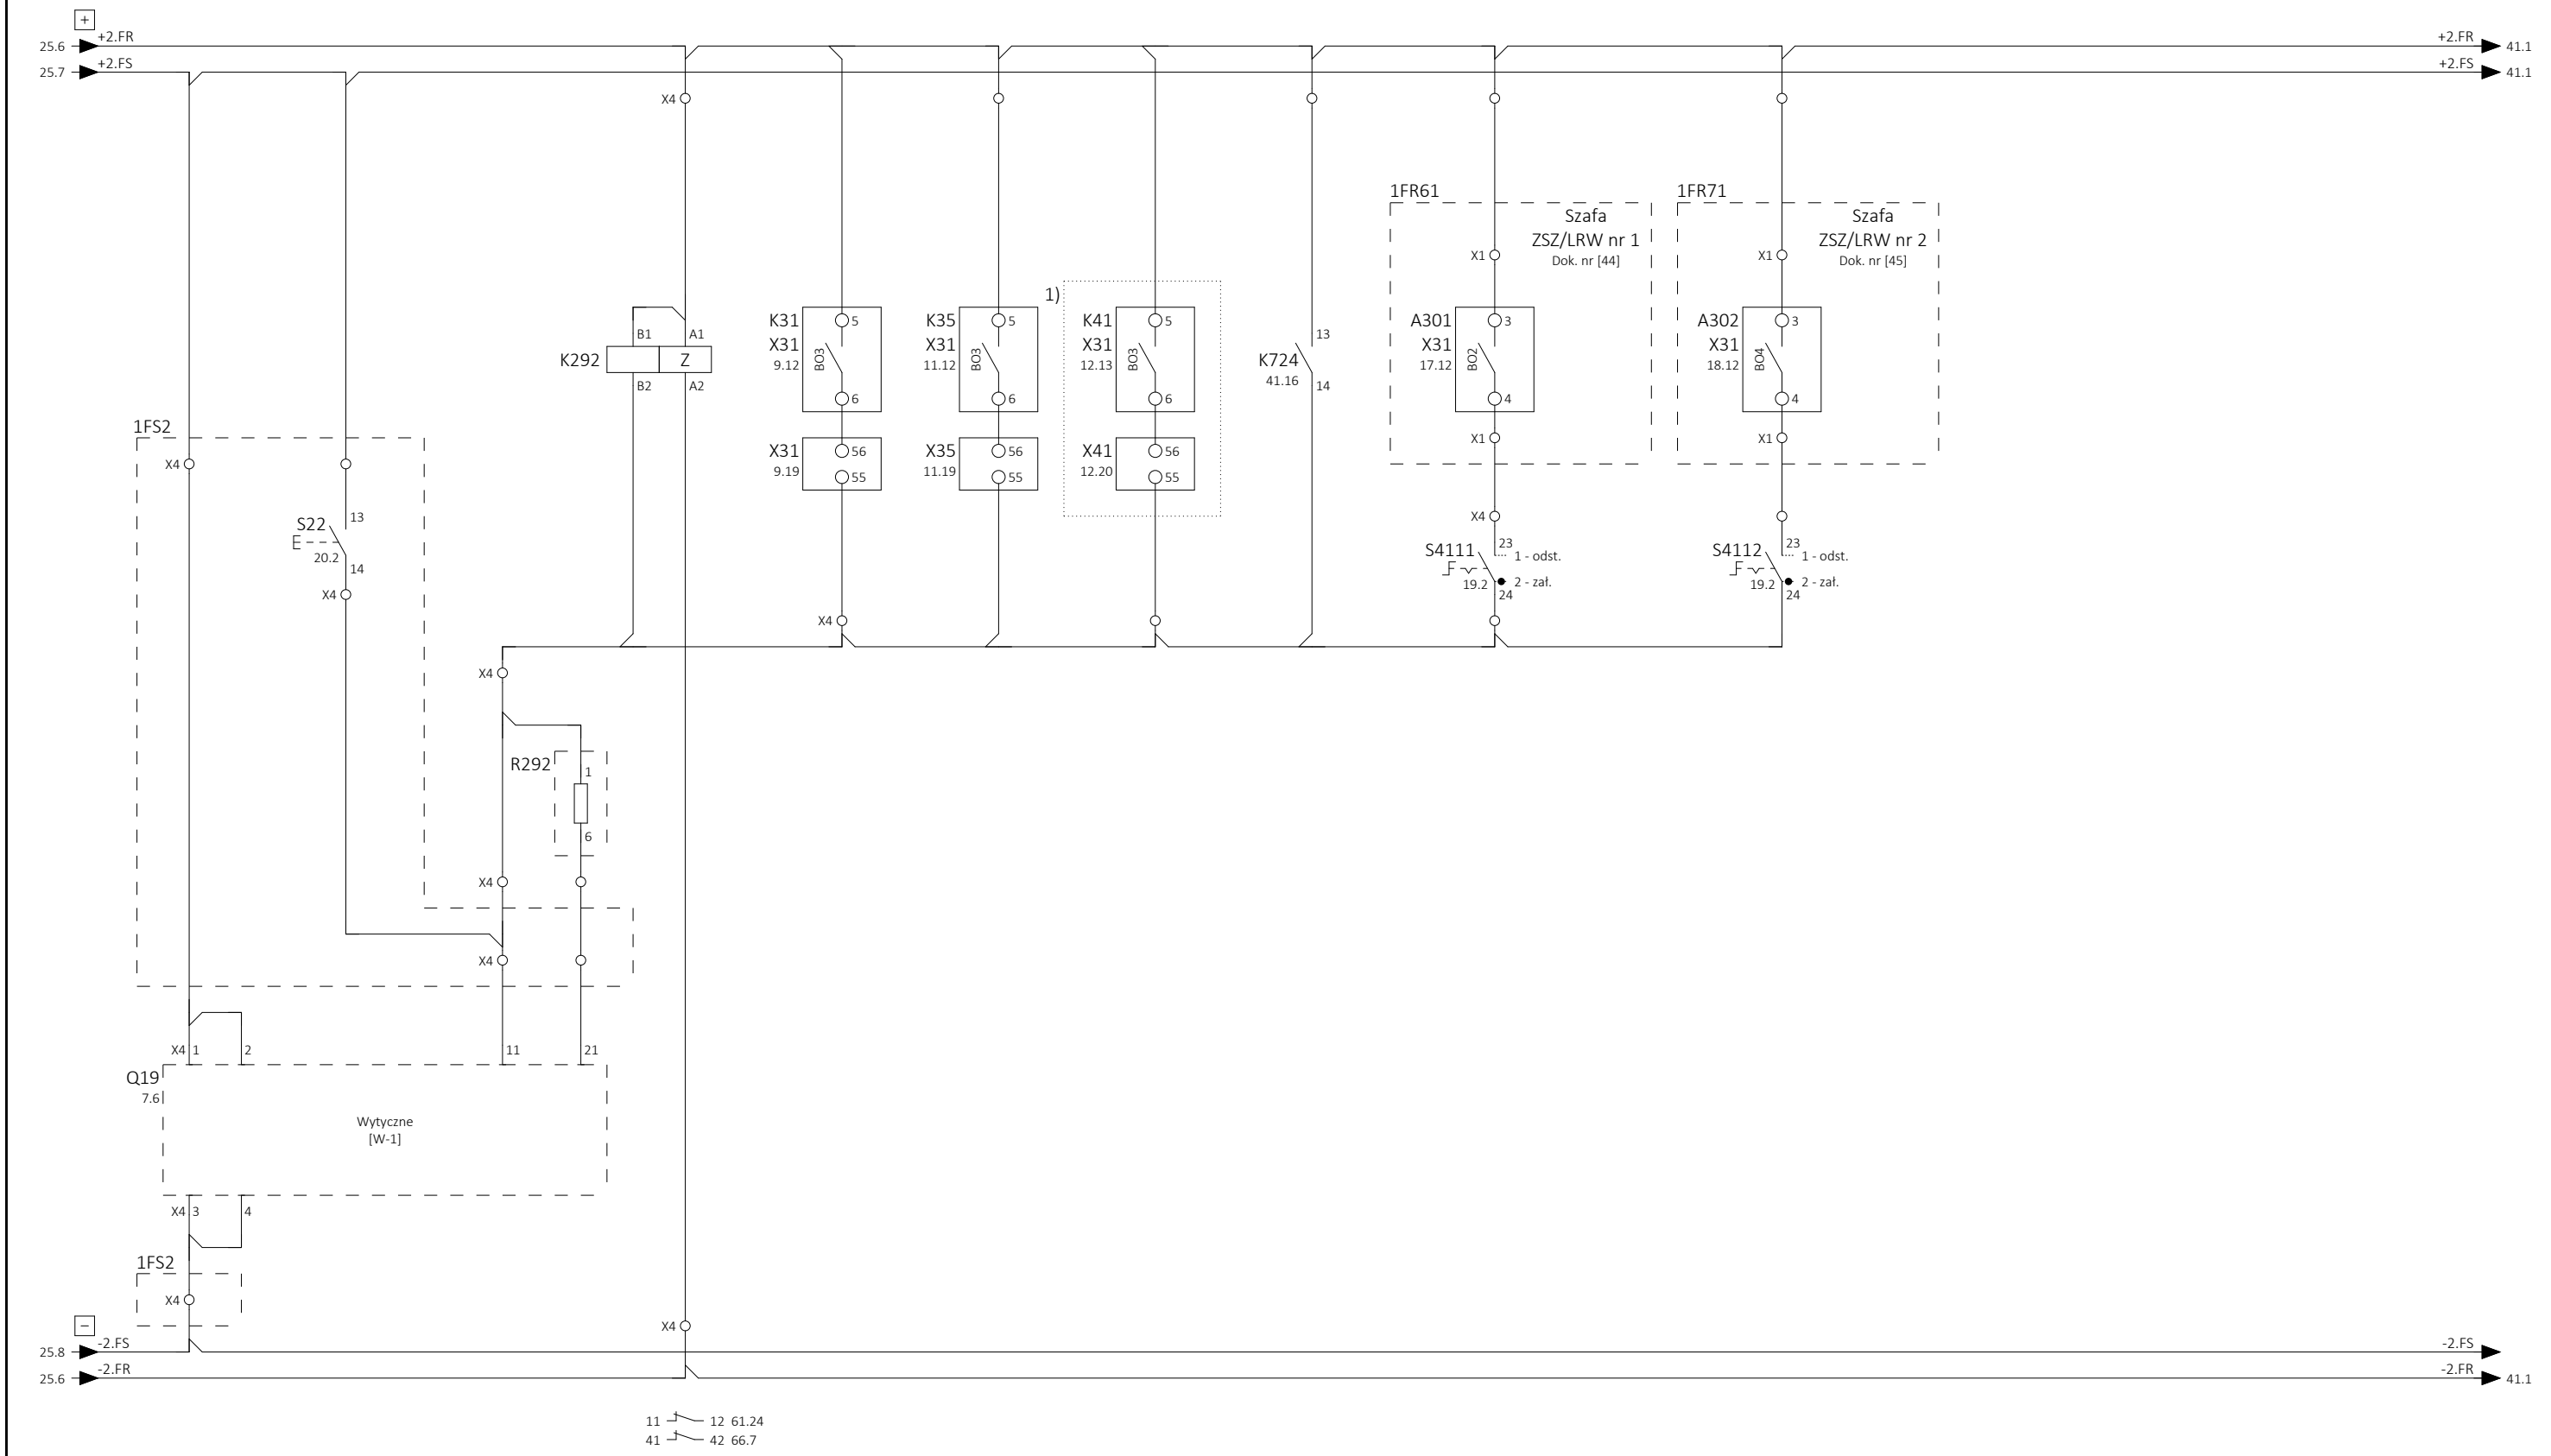 +
25.6 +2.FR +2.FR 41.1
25.7 +2.FS +2.FS 41.1
X4
1FR61
Szafa
ZSZ/LRW nr 1
Dok. nr [44]
X1
1FR71
Szafa
ZSZ/LRW nr 2
Dok. nr [45]
X1
K292
B1 A1
Z
B2 A2
K31
X31
9.12
BO3
5
6
X31
9.19
56
55
K35
X31
11.12
BO3
5
6
X35
11.19
56
55
1)
K41
X31
12.13
BO3
5
6
X41
12.20
56
55
K724
41.16
13
14
A301
X31
17.12
BO2
3
4
X1
A302
X31
18.12
BO4
3
4
X1
1FS2
X4
S22
20.2
13
14
X4
X4
S4111
19.2
23
1 - odst.
2 - zał.
24
S4112
19.2
23
1 - odst.
2 - zał.
24
X4
X4
R292
1
6
X4
X4
X4 1 2 11 21
Q19
7.6
Wytyczne
[W-1]
X4 3 4
1FS2
X4
X4
−
25.8 -2.FS -2.FS
25.6 -2.FR -2.FR 41.1
11 12 61.24
41 42 66.7